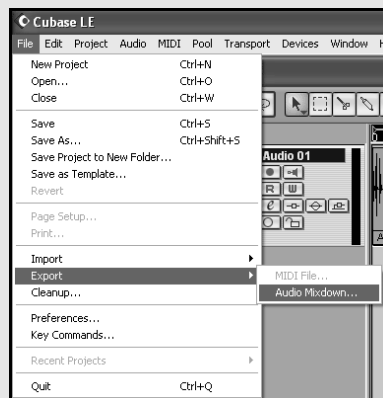 Cubase LE
File Edit Project Audio MIDI Pool Transport Devices Window
New Project Ctrl+N
Open... Ctrl+O
Close Ctrl+W
Save Ctrl+S
Save As... Ctrl+Shift+S
Save Project to New Folder...
Save as Template...
Revert
Page Setup...
Print...
Import
Export
Cleanup...
Preferences...
Key Commands...
Recent Projects
Quit Ctrl+Q
MIDI File...
Audio Mixdown...
Audio 01
R W
e